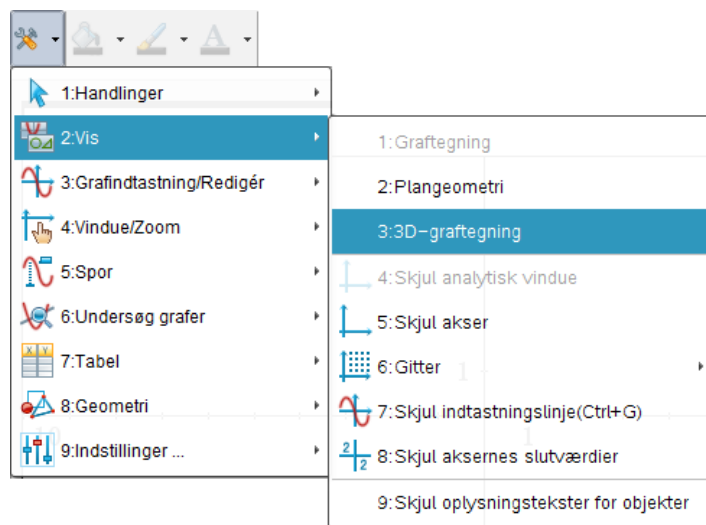 1:Handlinger
2:Vis
3:Grafindtastning/Redigér
4:Vindue/Zoom
5:Spor
6:Undersøg grafer
7:Tabel
8:Geometri
9:Indstillinger ...
1:Graftegning
2:Plangeometri
3:3D-graftegning
4:Skjul analytisk vindue
5:Skjul akser
6:Gitter
7:Skjul indtastningslinje(Ctrl+G)
8:Skjul aksernes slutværdier
9:Skjul oplysningstekster for objekter